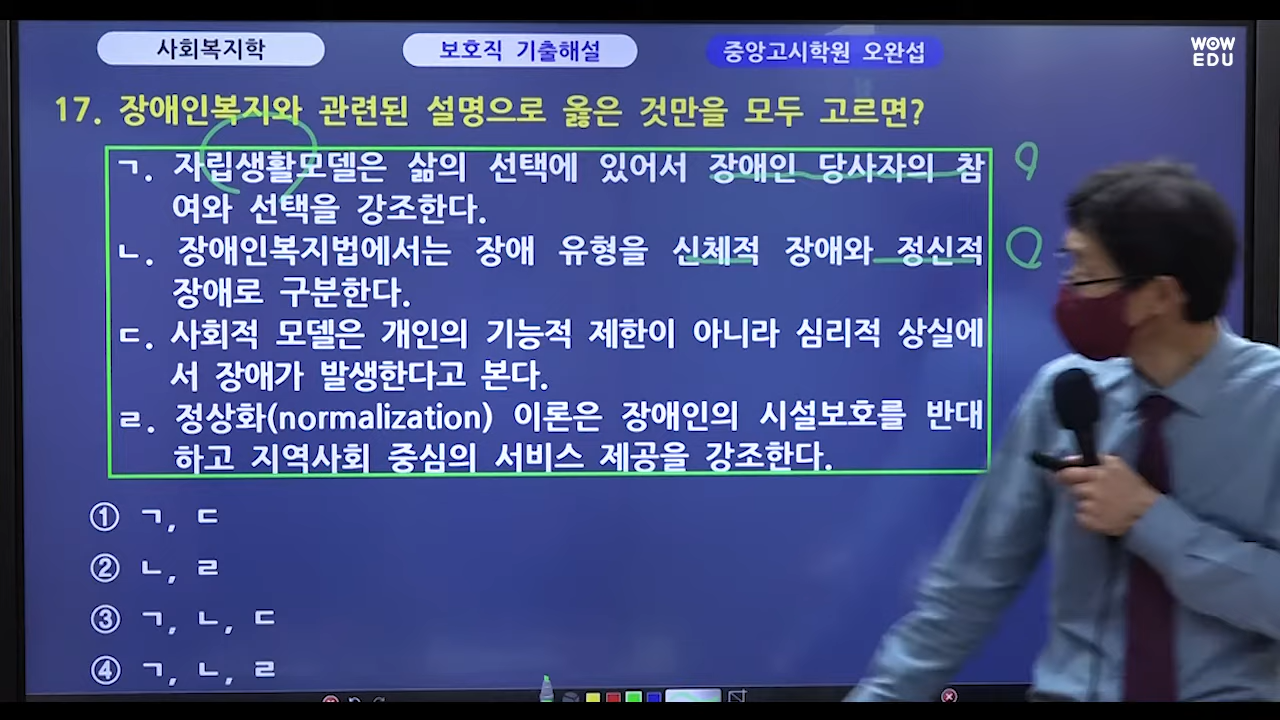 사회복지학
보호직 기출해설
중앙고시학원 오완섭
WOW
EDU
17. 장애인복지와 관련된 설명으로 옳은 것만을 모두 고르면?
ㄱ. 자립생활모델은 삶의 선택에 있어서 장애인 당사자의 참
여와 선택을 강조한다.
ㄴ. 장애인복지법에서는 장애 유형을 신체적 장애와 정신적
장애로 구분한다.
ㄷ. 사회적 모델은 개인의 기능적 제한이 아니라 심리적 상실에
서 장애가 발생한다고 본다.
ㄹ. 정상화(normalization) 이론은 장애인의 시설보호를 반대
하고 지역사회 중심의 서비스 제공을 강조한다.
① ㄱ, ㄷ
② ㄴ, ㄹ
③ ㄱ, ㄴ, ㄷ
④ ㄱ, ㄴ, ㄹ